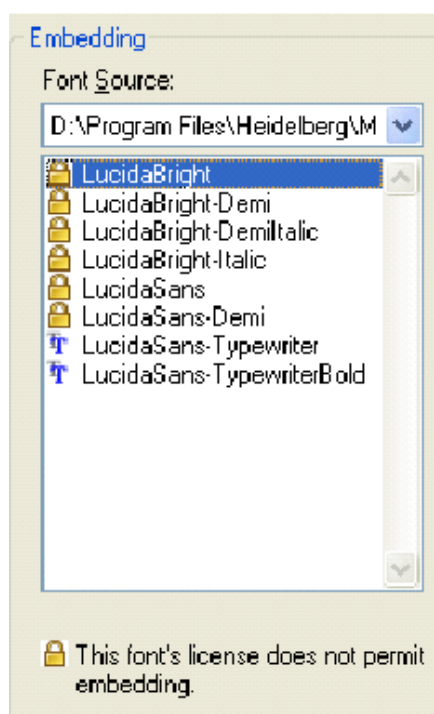 Embedding
Font Source:
D:\Program Files\Heidelberg\M
LucidaBright
LucidaBright-Demi
LucidaBright-DemiItalic
LucidaBright-Italic
LucidaSans
LucidaSans-Demi
LucidaSans-Typewriter
LucidaSans-TypewriterBold
This font's license does not permit
embedding.